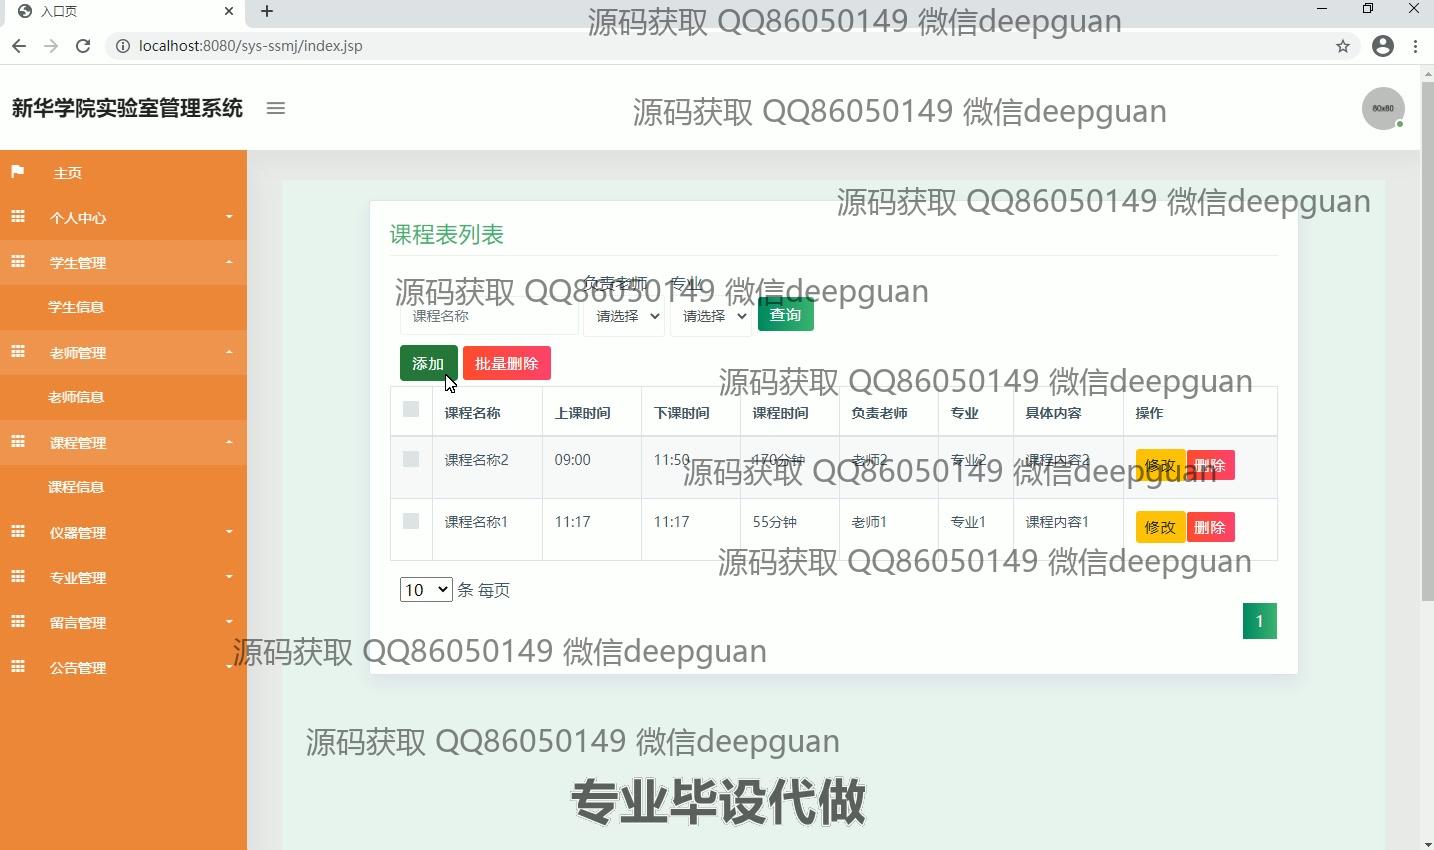 入口页
localhost:8080/sys-ssmj/index.jsp
源码获取 QQ86050149 微信deepguan
新华学院实验室管理系统
源码获取 QQ86050149 微信deepguan
80x80
主页
个人中心
学生管理
学生信息
老师管理
老师信息
课程管理
课程信息
仪器管理
专业管理
留言管理
公告管理
源码获取 QQ86050149 微信deepguan
课程表列表
负责老师 专业
源码获取 QQ86050149 微信deepguan
课程名称 请选择 请选择 查询
添加 批量删除
源码获取 QQ86050149 微信deepguan
课程名称 上课时间 下课时间 课程时间 负责老师 专业 具体内容 操作
课程名称2 09:00 11:50 170分钟 老师2 专业2 课程内容2 修改 删除
源码获取 QQ86050149 微信deepguan
课程名称1 11:17 11:17 55分钟 老师1 专业1 课程内容1 修改 删除
源码获取 QQ86050149 微信deepguan
10 条 每页
1
源码获取 QQ86050149 微信deepguan
源码获取 QQ86050149 微信deepguan
专业毕设代做